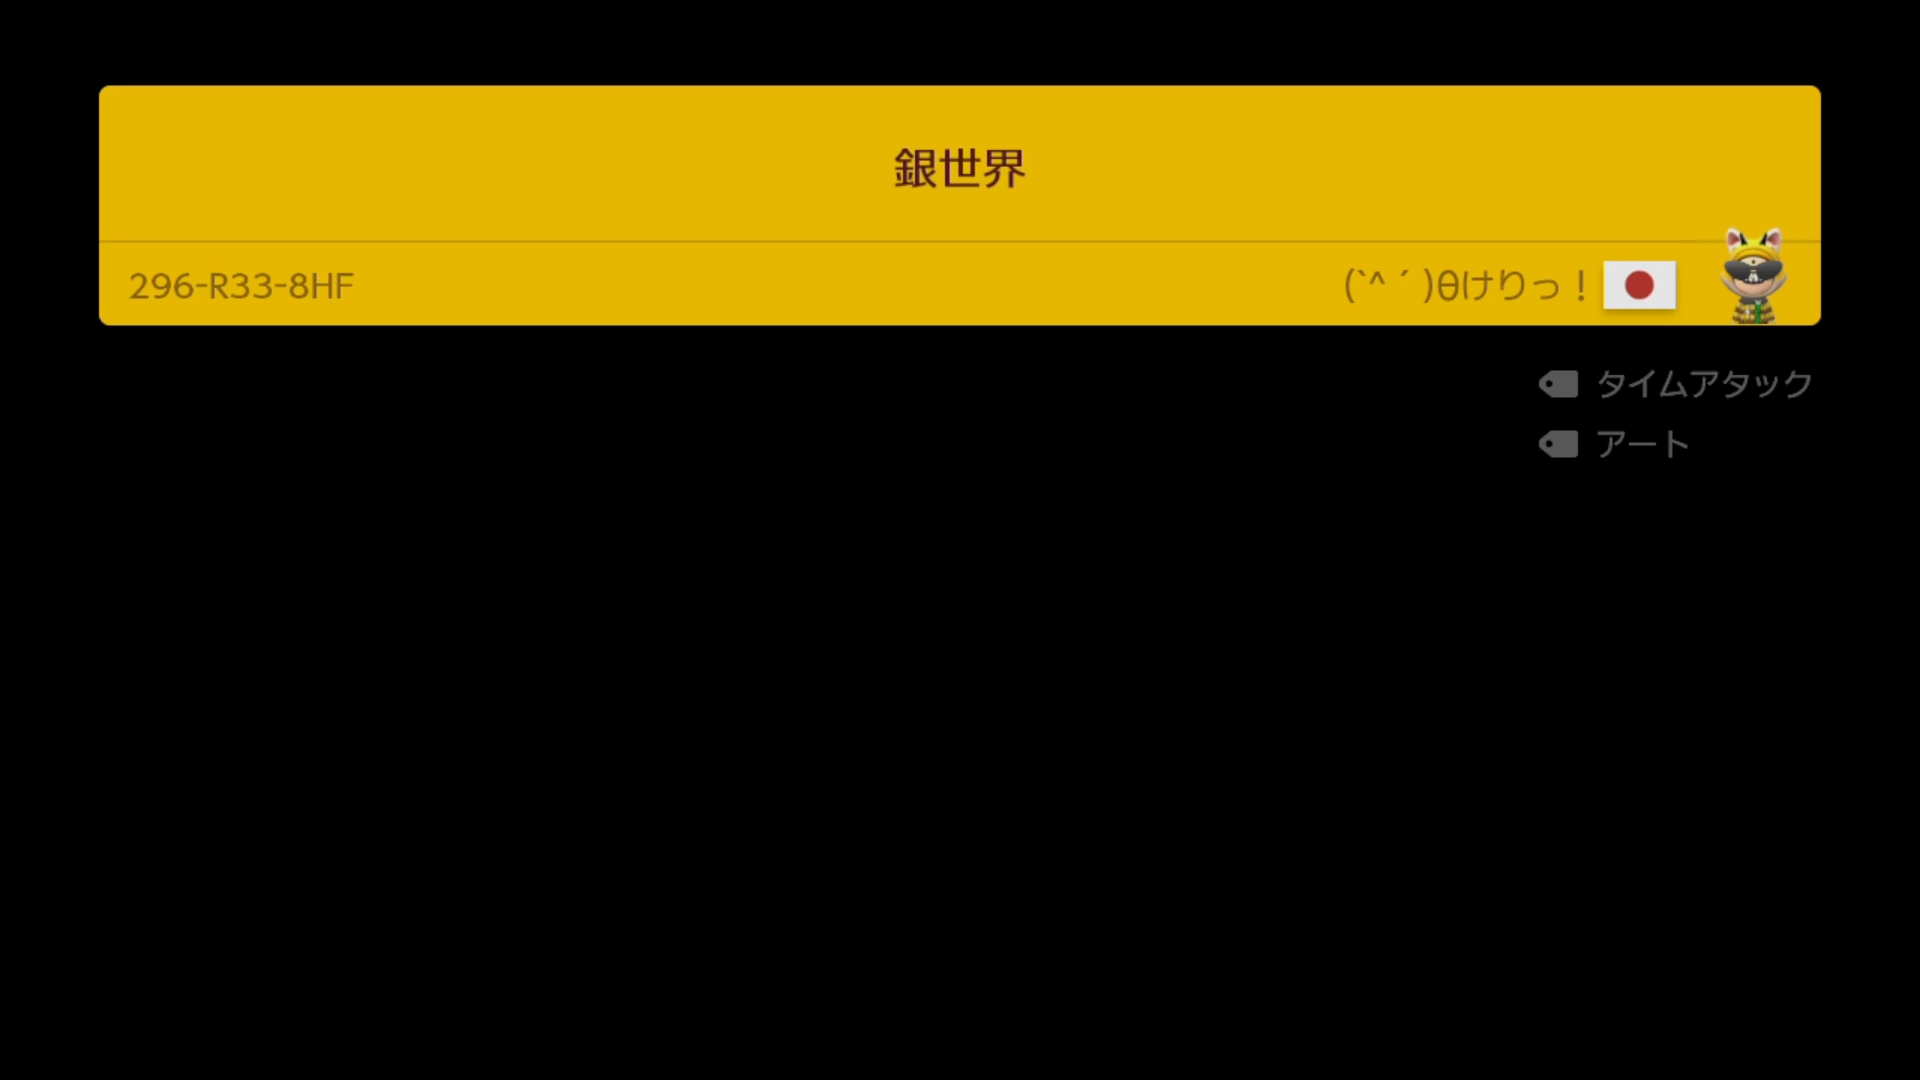 銀世界
296-R33-8HF
(`^ ´ )θけりっ！
タイムアタック
アート